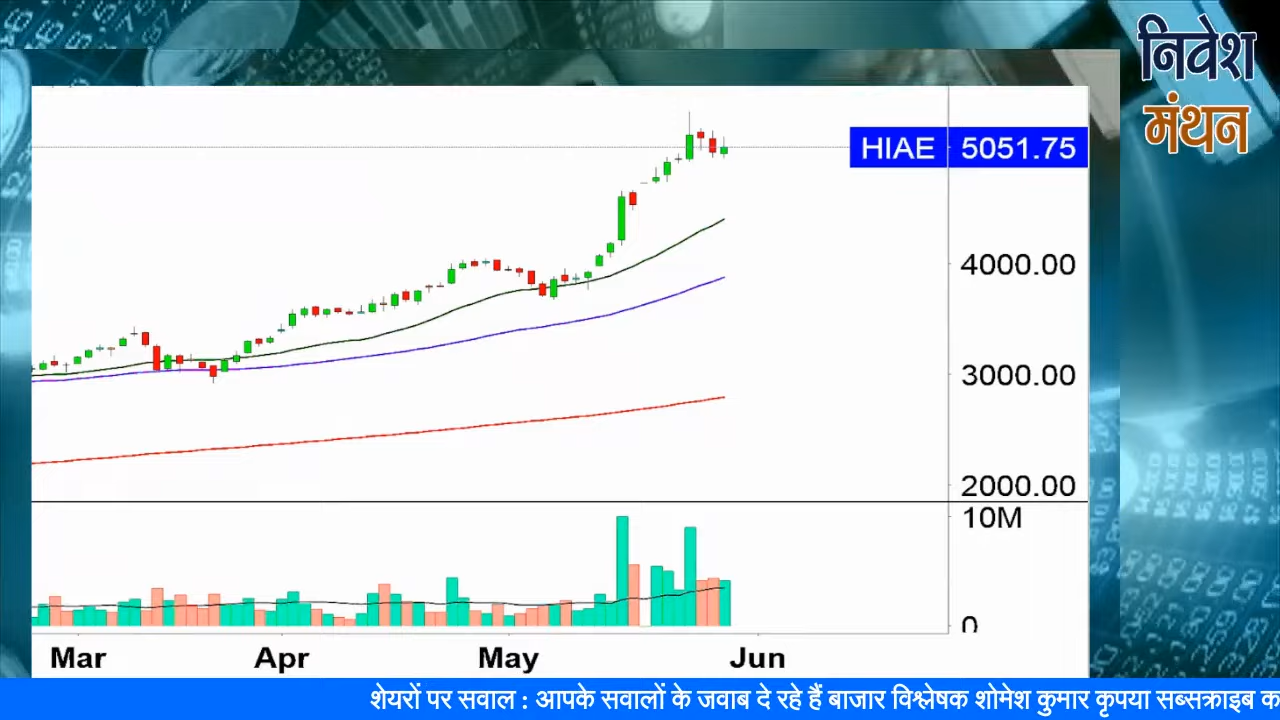 निवेश
मंथन
HIAE 5051.75
4000.00
3000.00
2000.00
10M
0
Mar Apr May Jun
शेयरों पर सवाल : आपके सवालों के जवाब दे रहे हैं बाजार विश्लेषक शोमेश कुमार कृपया सब्सक्राइब क